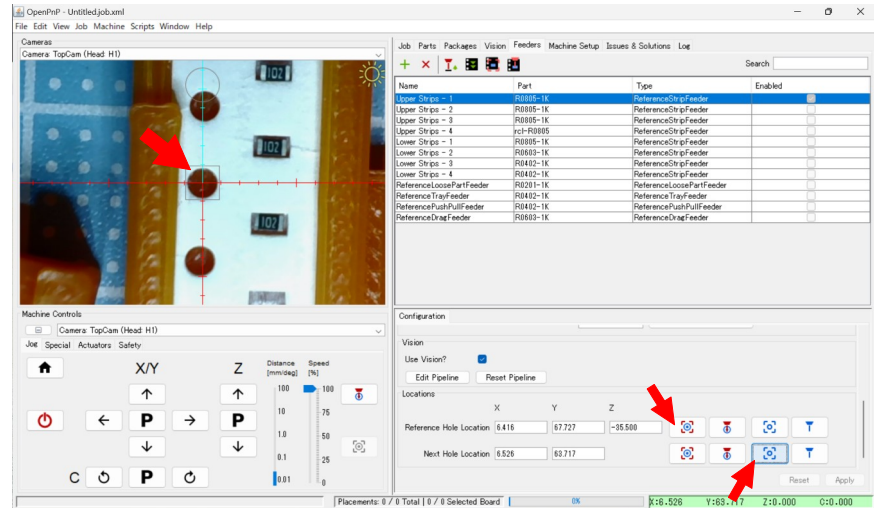 OpenPnP - Untitled.job.xml
File Edit View Job Machine Scripts Window Help
Cameras
Camera: TopCam (Head: H1)
102
102
102
Machine Controls
Camera: TopCam (Head: H1)
Jog Special Actuators Safety
X/Y Z
Distance [mm/deg] Speed [%]
100 100
10 75
1.0 50
0.1 25
0.01 0
P P
C P
Job Parts Packages Vision Feeders Machine Setup Issues & Solutions Log
Search
Name Part Type Enabled
Upper Strips - 1 R0805-1K ReferenceStripFeeder
Upper Strips - 2 R0805-1K ReferenceStripFeeder
Upper Strips - 3 R0805-1K ReferenceStripFeeder
Upper Strips - 4 rcl-R0805 ReferenceStripFeeder
Lower Strips - 1 R0805-1K ReferenceStripFeeder
Lower Strips - 2 R0603-1K ReferenceStripFeeder
Lower Strips - 3 R0402-1K ReferenceStripFeeder
Lower Strips - 4 R0402-1K ReferenceStripFeeder
ReferenceLoosePartFeeder R0201-1K ReferenceLoosePartFeeder
ReferenceTrayFeeder R0402-1K ReferenceTrayFeeder
ReferencePushPullFeeder R0402-1K ReferencePushPullFeeder
ReferenceDragFeeder R0603-1K ReferenceDragFeeder
Configuration
Vision
Use Vision?
Edit Pipeline Reset Pipeline
Locations
X Y Z
Reference Hole Location 6.416 67.727 -35.500
Next Hole Location 6.526 63.717
Reset Apply
Placements: 0 / 0 Total | 0 / 0 Selected Board 0% X:6.526 Y:63.717 Z:0.000 C:0.000